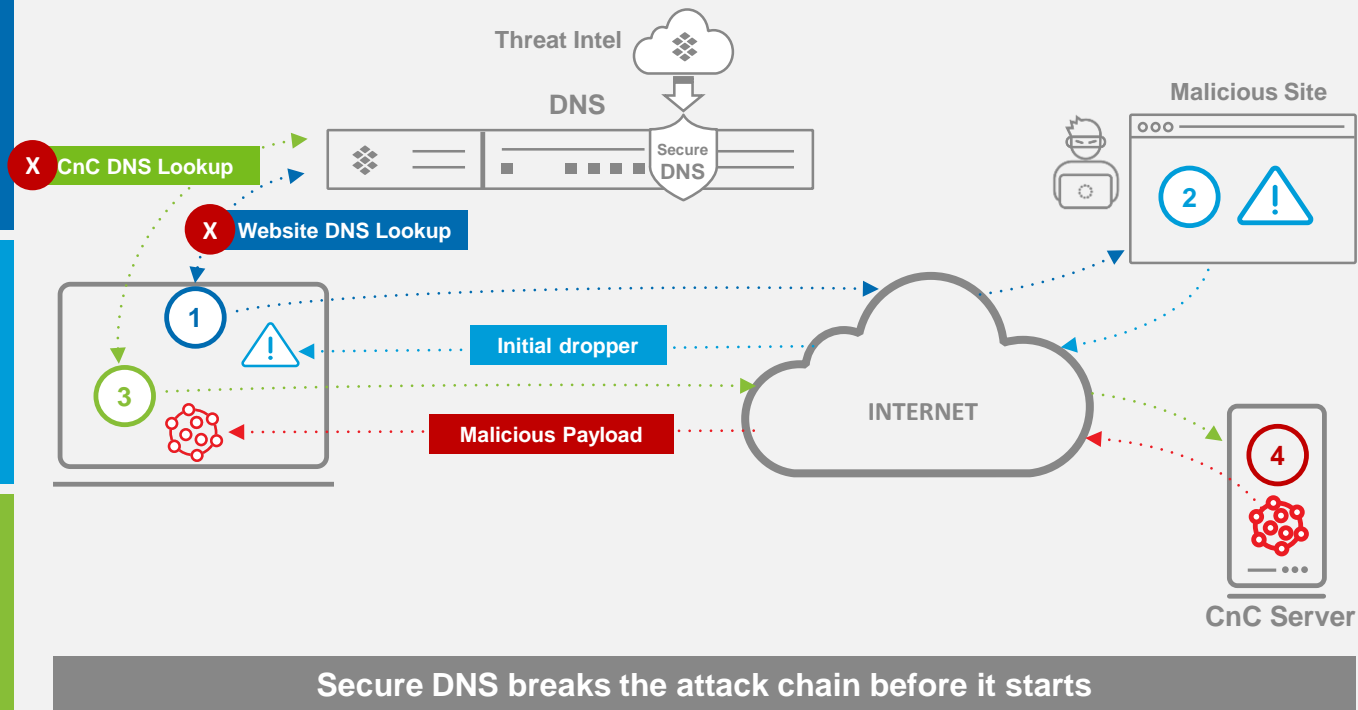 Threat Intel
DNS
Secure
DNS
Malicious Site
X CnC DNS Lookup
X Website DNS Lookup
2
1
Initial dropper
3
INTERNET
Malicious Payload
4
CnC Server
Secure DNS breaks the attack chain before it starts